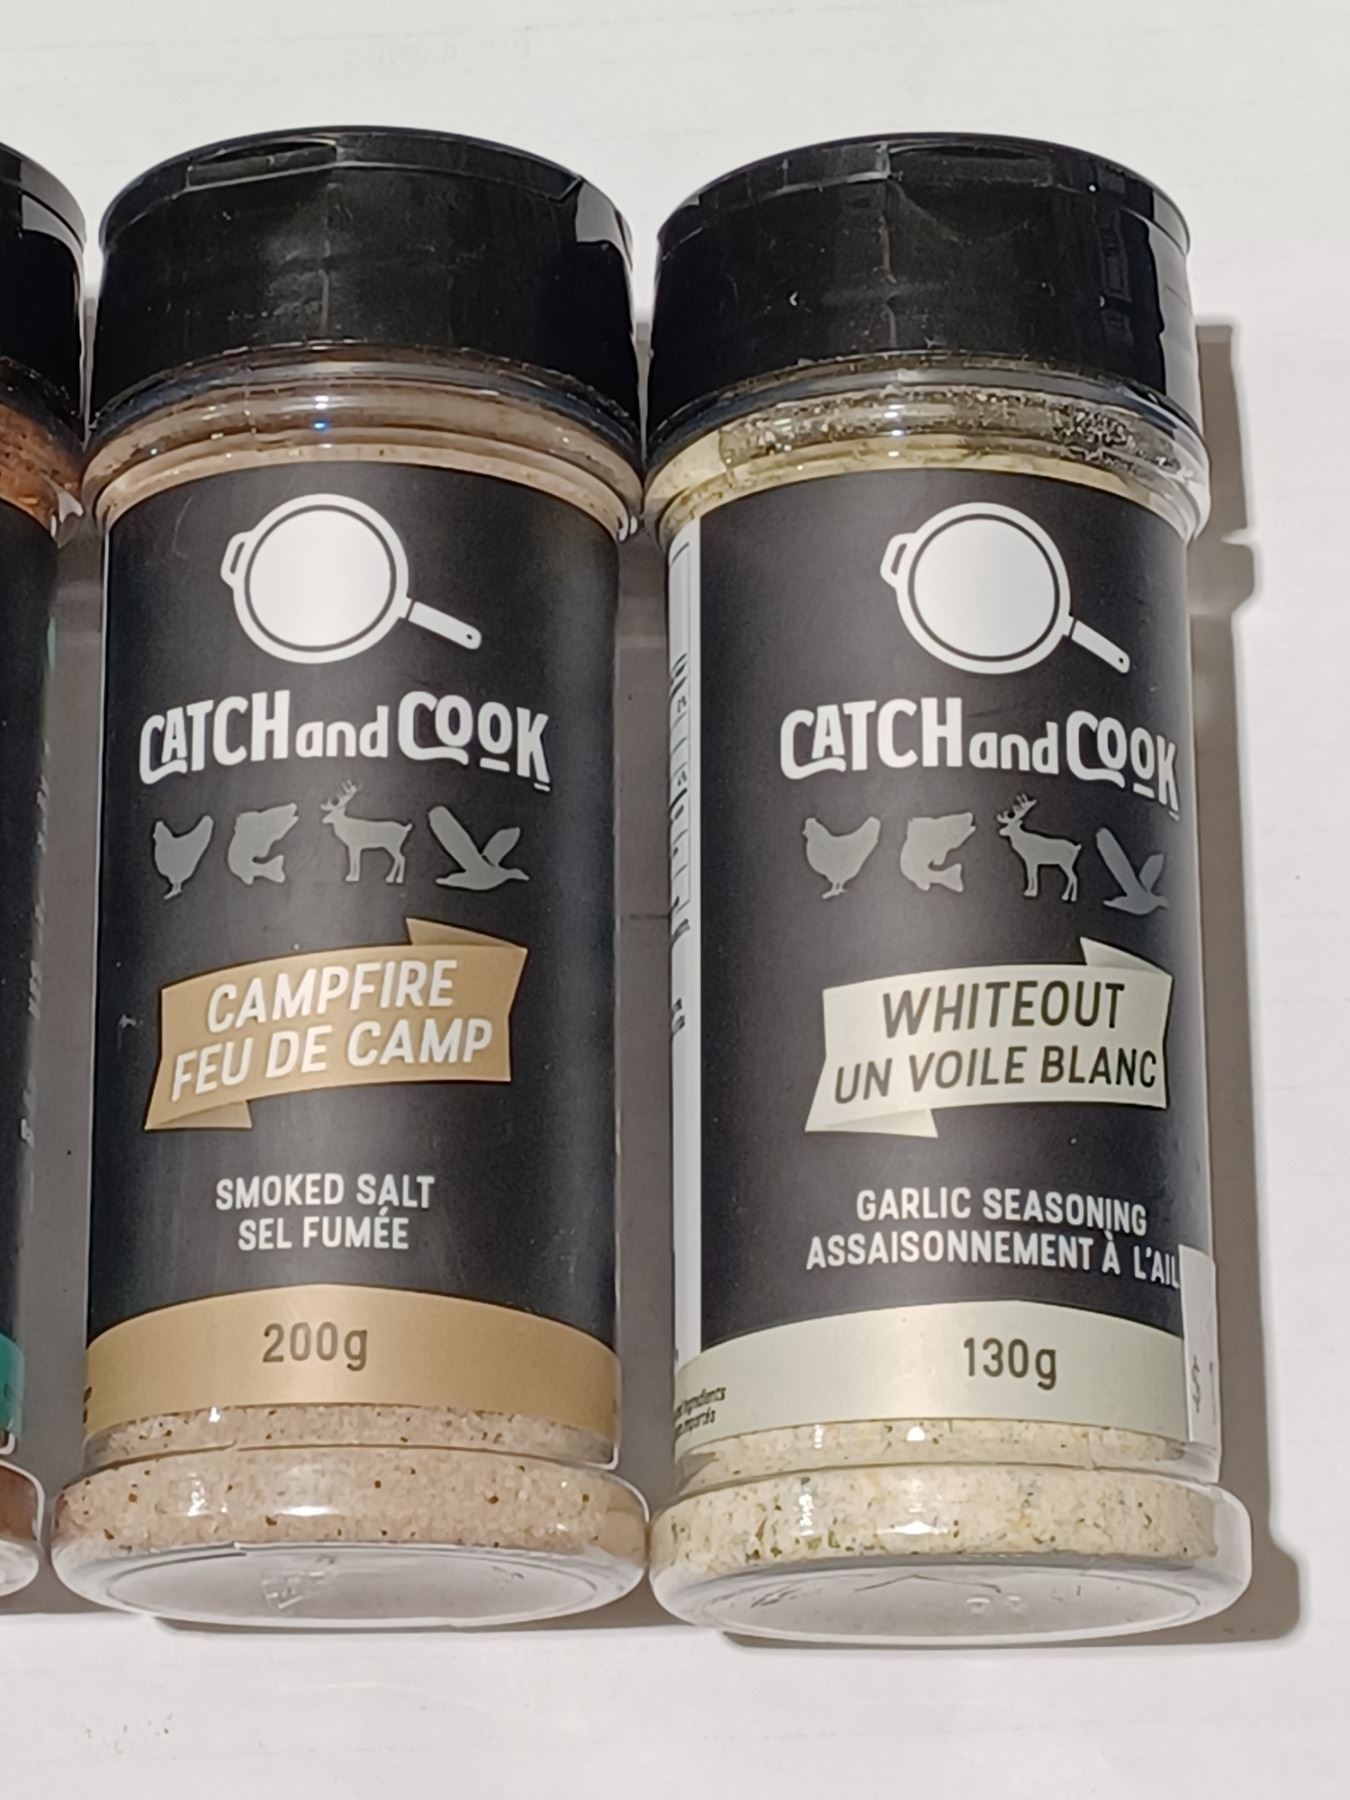 CATCH and COOK
CAMPFIRE
FEU DE CAMP
SMOKED SALT
SEL FUMÉE
200g
CATCH and COOK
WHITEOUT
UN VOILE BLANC
GARLIC SEASONING
ASSAISONNEMENT À L'AIL
130g
ingredients